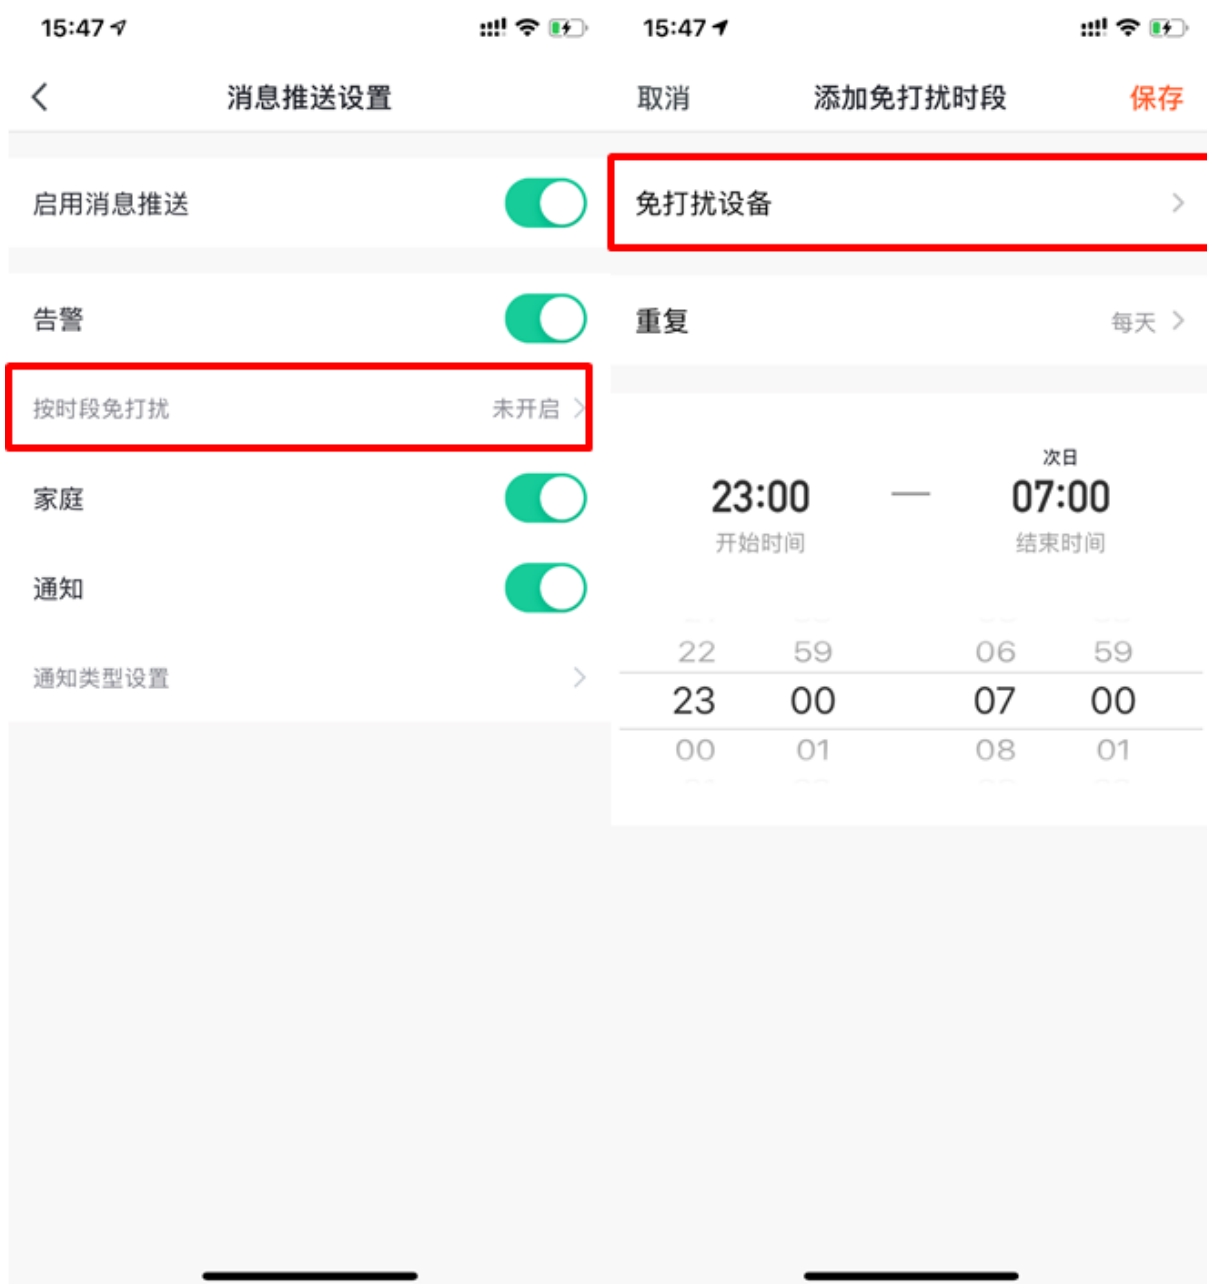 15:47
消息推送设置
启用消息推送
告警
按时段免打扰 未开启
家庭
通知
通知类型设置
15:47
取消 添加免打扰时段 保存
免打扰设备
重复 每天
次日
23:00 — 07:00
开始时间 结束时间
22 59 06 59
23 00 07 00
00 01 08 01